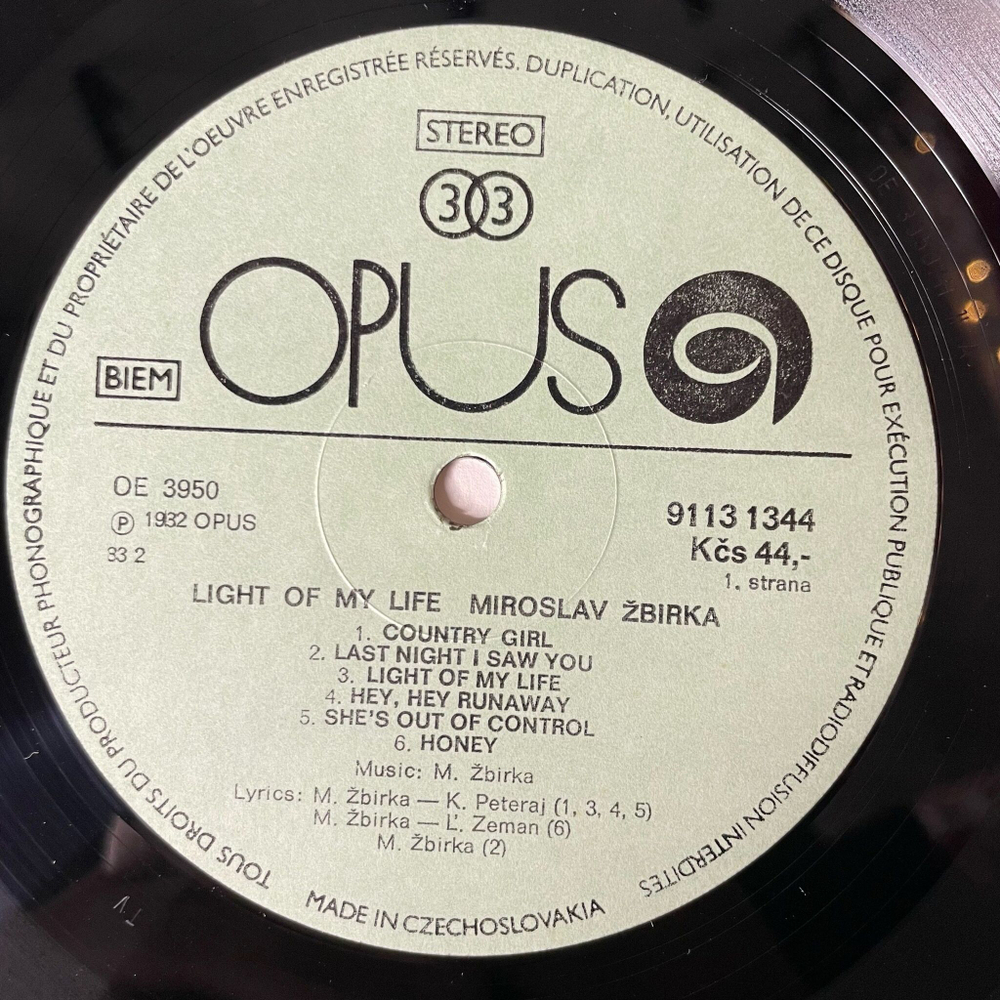 TOUS DROITS DU PRODUCTEUR PHONOGRAPHIQUE ET DU PROPRIÉTAIRE DE L'OEUVRE ENREGISTRÉE RÉSERVÉS. DUPLICATION, UTILISATION DE CE DISQUE POUR EXÉCUTION PUBLIQUE ET RADIODIFFUSION INTERDITES
STEREO
33
OPUS
BIEM
OE 3950
Ⓟ 1982 OPUS
33 2
9113 1344
Kčs 44,-
1. strana
LIGHT OF MY LIFE MIROSLAV ŽBIRKA
1. COUNTRY GIRL
2. LAST NIGHT I SAW YOU
3. LIGHT OF MY LIFE
4. HEY, HEY RUNAWAY
5. SHE'S OUT OF CONTROL
6. HONEY
Music: M. Žbirka
Lyrics: M. Žbirka — K. Peteraj (1, 3, 4, 5)
M. Žbirka — Ľ. Zeman (6)
M. Žbirka (2)
MADE IN CZECHOSLOVAKIA
TV